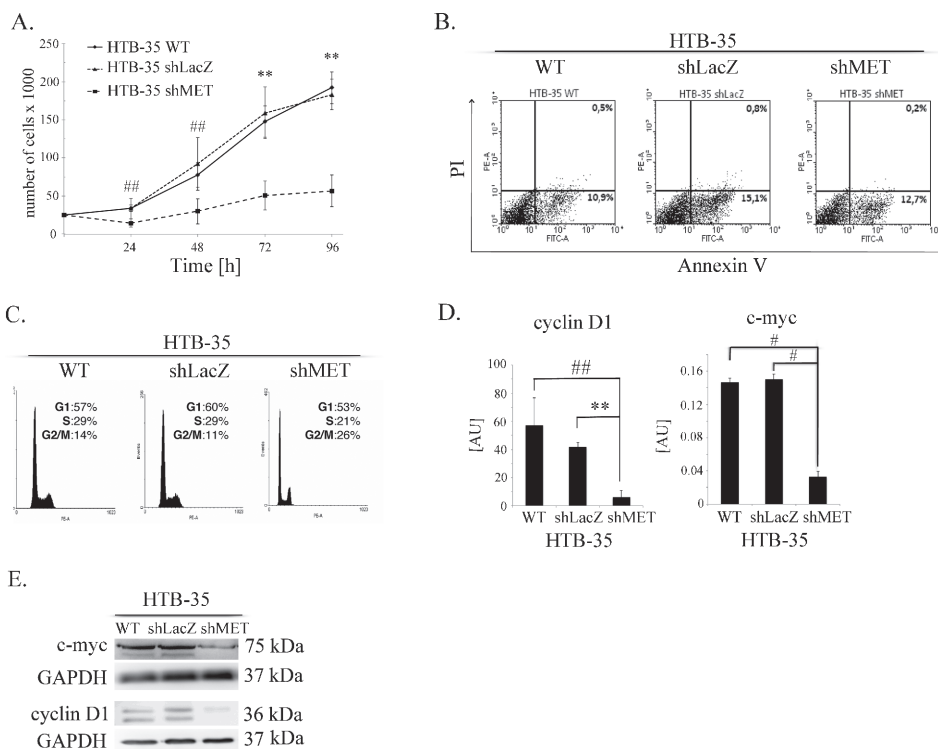 A.
250
200
150
100
50
0
number of cells x 1000
HTB-35 WT
HTB-35 shLacZ
HTB-35 shMET
##
##
**
**
24 48 72 96
Time [h]
B.
HTB-35
WT shLacZ shMET
HTB-35 WT
HTB-35 shLacZ
HTB-35 shMET
0,5%
0,8%
0,2%
10,9%
15,1%
12,7%
PI
PE-A
PE-A
PE-A
FITC-A
FITC-A
FITC-A
Annexin V
C.
HTB-35
WT shLacZ shMET
G1:57%
S:29%
G2/M:14%
G1:60%
S:29%
G2/M:11%
G1:53%
S:21%
G2/M:26%
D.
cyclin D1
100
80
60
40
20
0
[AU]
##
**
WT shLacZ shMET
HTB-35
c-myc
0.16
0.12
0.08
0.04
0
[AU]
#
#
WT shLacZ shMET
HTB-35
E.
HTB-35
WT shLacZ shMET
c-myc 75 kDa
GAPDH 37 kDa
cyclin D1 36 kDa
GAPDH 37 kDa